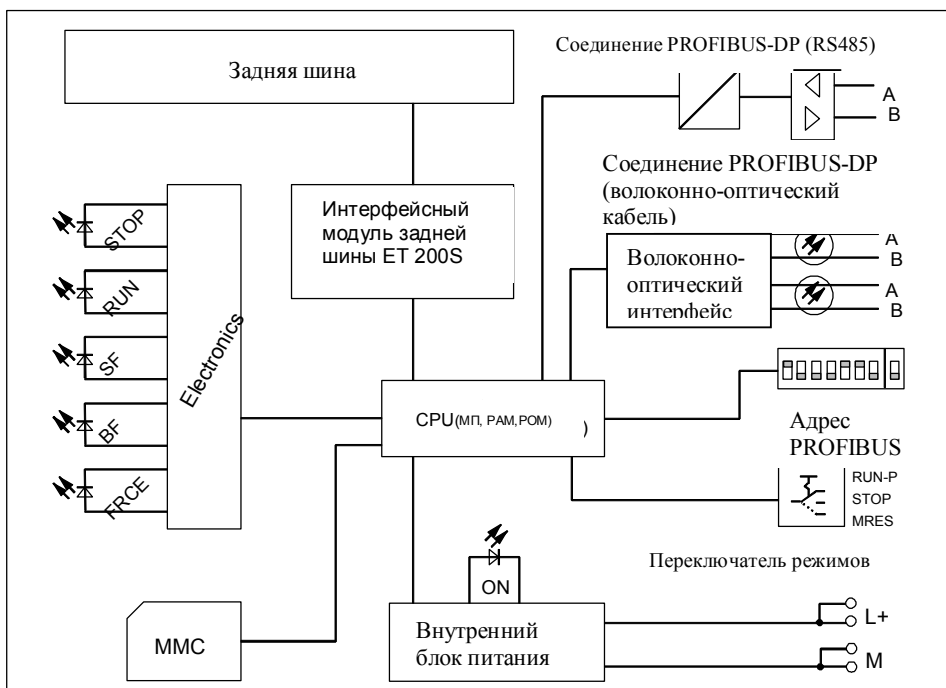 Задняя шина
Соединение PROFIBUS-DP (RS485)
A
B
Соединение PROFIBUS-DP
(волоконно-оптический
кабель)
Интерфейсный
модуль задней
шины ET 200S
Волоконно-
оптический
интерфейс
A
B
A
B
STOP
RUN
SF
BF
FRCE
Electronics
CPU(МП, РАМ,РОМ) )
Адрес
PROFIBUS
RUN-P
STOP
MRES
Переключатель режимов
ON
MMC
Внутренний
блок питания
L+
M